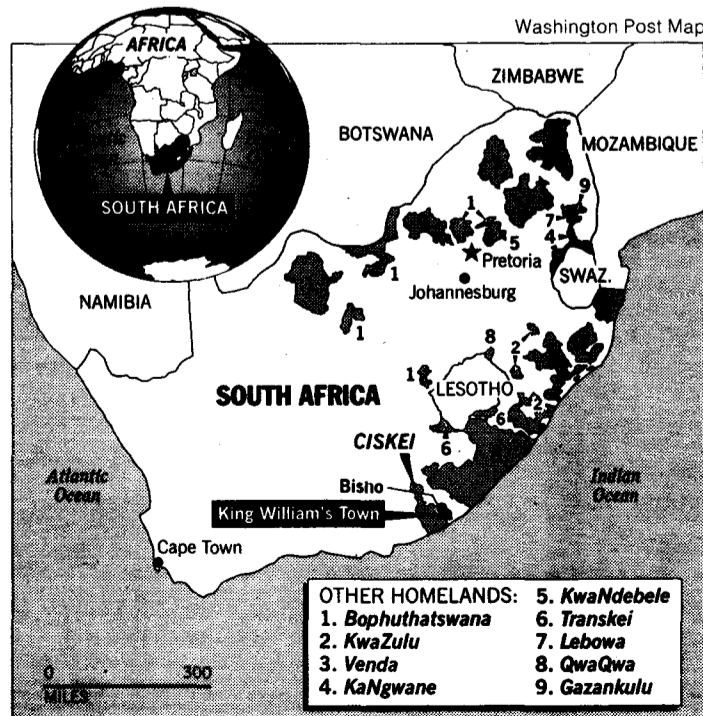 Washington Post Map
AFRICA
SOUTH AFRICA
ZIMBABWE
BOTSWANA
MOZAMBIQUE
NAMIBIA
1
9
7
4
5
Pretoria
SWAZ.
Johannesburg
1
1
8
2
1
LESOTHO
SOUTH AFRICA
2
6
6
CISKEI
Bisho
King William's Town
Atlantic
Ocean
Indian
Ocean
Cape Town
OTHER HOMELANDS:
1. Bophuthatswana
2. KwaZulu
3. Venda
4. KaNgwane
5. KwaNdebele
6. Transkei
7. Lebowa
8. QwaQwa
9. Gazankulu
0 300
MILES